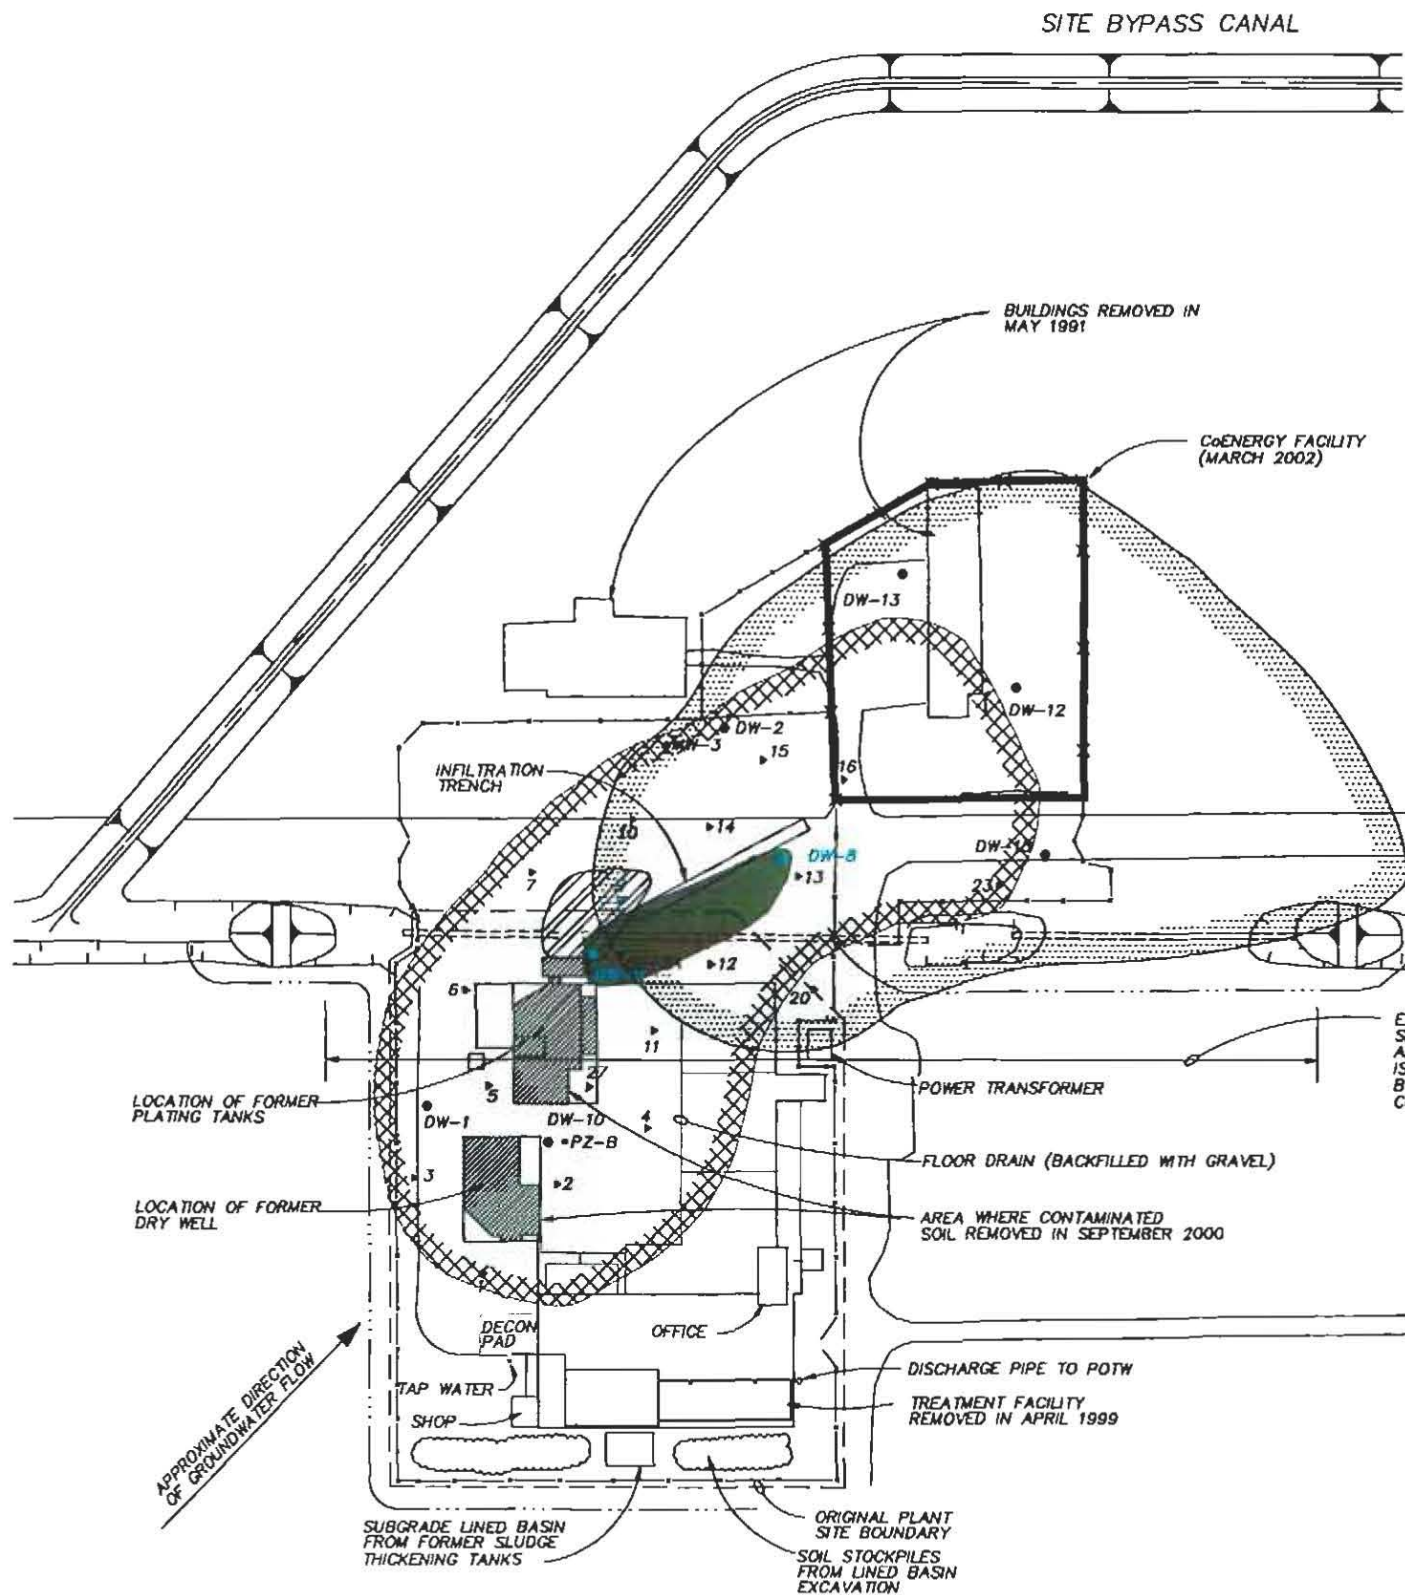 SITE BYPASS CANAL
BUILDINGS REMOVED IN
MAY 1991
CoENERGY FACILITY
(MARCH 2002)
DW-13
DW-12
DW-2
15
16
INFILTRATION
TRENCH
10
14
DW-8
13
7
23
12
6
20
11
POWER TRANSFORMER
LOCATION OF FORMER
PLATING TANKS
5
27
DW-1
DW-10
4
PZ-B
FLOOR DRAIN (BACKFILLED WITH GRAVEL)
3
2
LOCATION OF FORMER
DRY WELL
AREA WHERE CONTAMINATED
SOIL REMOVED IN SEPTEMBER 2000
DECON
PAD
OFFICE
APPROXIMATE DIRECTION
OF GROUNDWATER FLOW
TAP WATER
DISCHARGE PIPE TO POTW
SHOP
TREATMENT FACILITY
REMOVED IN APRIL 1999
SUBGRADE LINED BASIN
FROM FORMER SLUDGE
THICKENING TANKS
ORIGINAL PLANT
SITE BOUNDARY
SOIL STOCKPILES
FROM LINED BASIN
EXCAVATION